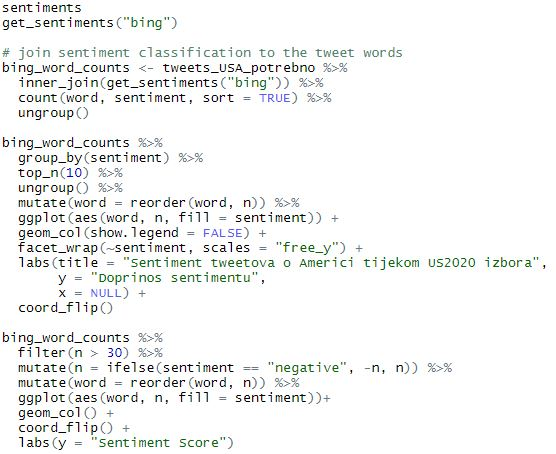 sentiments
get_sentiments("bing")

# join sentiment classification to the tweet words
bing_word_counts <- tweets_USA_potrebno %>%
  inner_join(get_sentiments("bing")) %>%
  count(word, sentiment, sort = TRUE) %>%
  ungroup()

bing_word_counts %>%
  group_by(sentiment) %>%
  top_n(10) %>%
  ungroup() %>%
  mutate(word = reorder(word, n)) %>%
  ggplot(aes(word, n, fill = sentiment)) +
  geom_col(show.legend = FALSE) +
  facet_wrap(~sentiment, scales = "free_y") +
  labs(title = "Sentiment tweetova o Americi tijekom US2020 izbora",
       y = "Doprinos sentimentu",
       x = NULL) +
  coord_flip()

bing_word_counts %>%
  filter(n > 30) %>%
  mutate(n = ifelse(sentiment == "negative", -n, n)) %>%
  mutate(word = reorder(word, n)) %>%
  ggplot(aes(word, n, fill = sentiment))+
  geom_col() +
  coord_flip() +
  labs(y = "Sentiment Score")